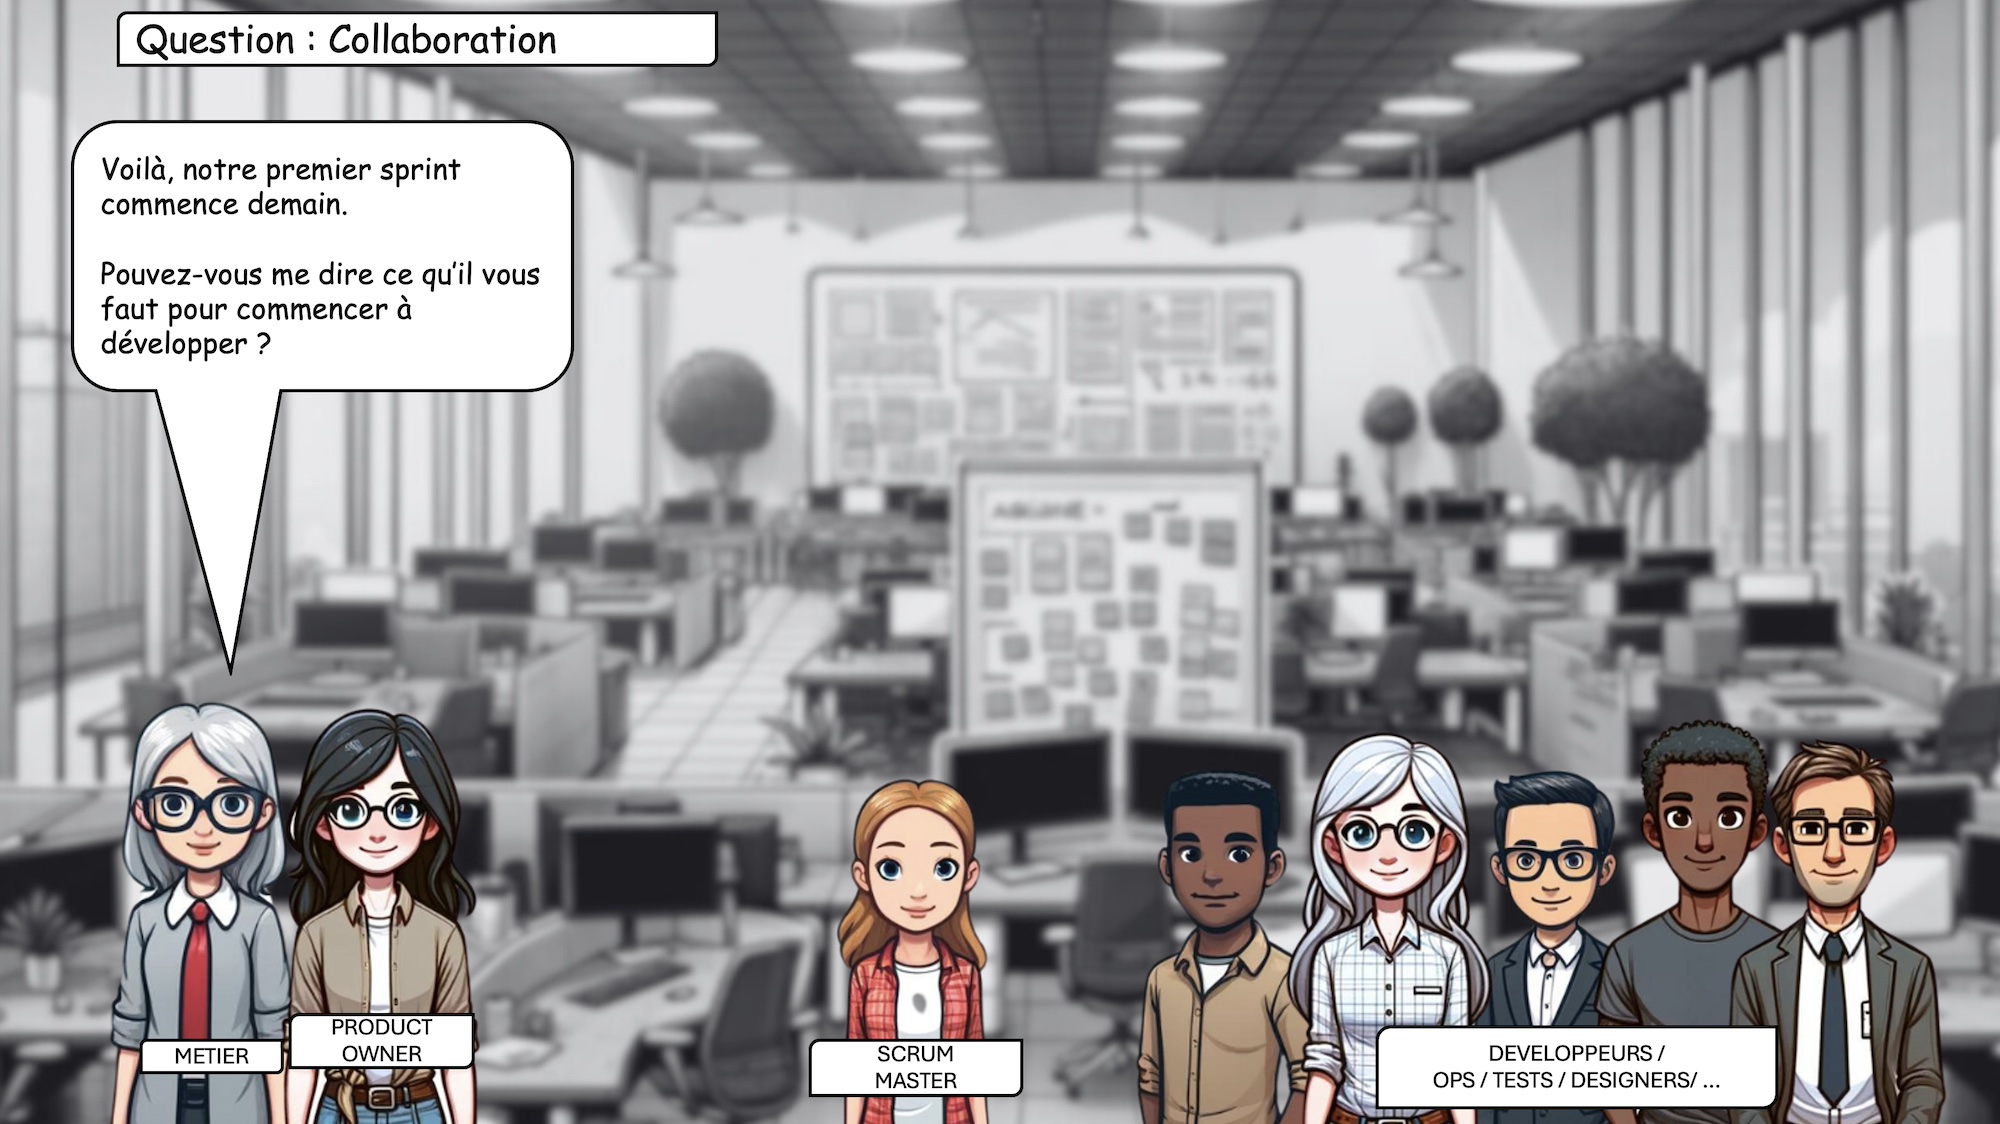 Question : Collaboration
Voilà, notre premier sprint
commence demain.
Pouvez-vous me dire ce qu'il vous
faut pour commencer à
développer ?
METIER
PRODUCT
OWNER
SCRUM
MASTER
DEVELOPPEURS /
OPS / TESTS / DESIGNERS/ ...